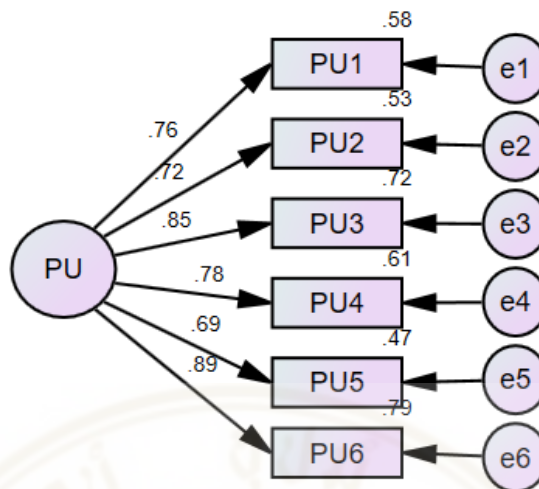 .58
PU1 e1
.76 .53
PU2 e2
.72 .72
PU3 e3
.85 .61
PU PU4 e4
.78 .47
.69 PU5 e5
.89 .79
PU6 e6